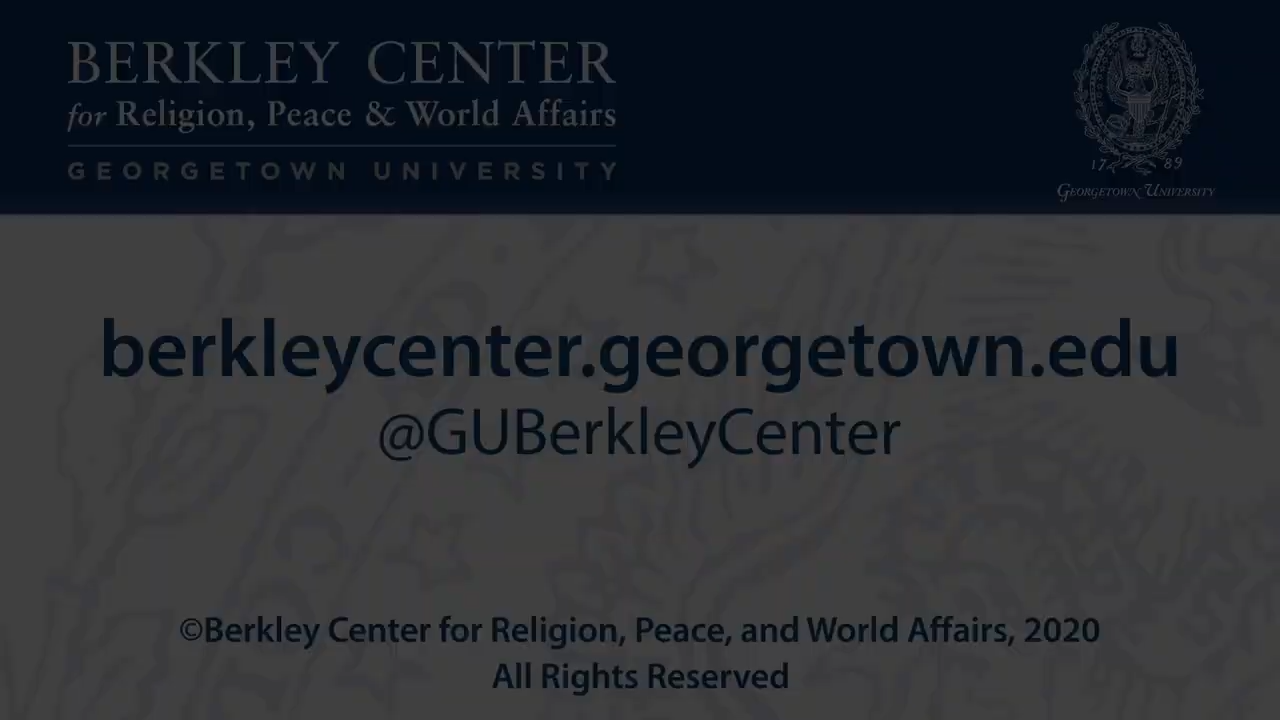 BERKLEY CENTER
for Religion, Peace & World Affairs
GEORGETOWN UNIVERSITY
17 89
GEORGETOWN UNIVERSITY
berkleycenter.georgetown.edu
@GUBerkleyCenter
©Berkley Center for Religion, Peace, and World Affairs, 2020
All Rights Reserved